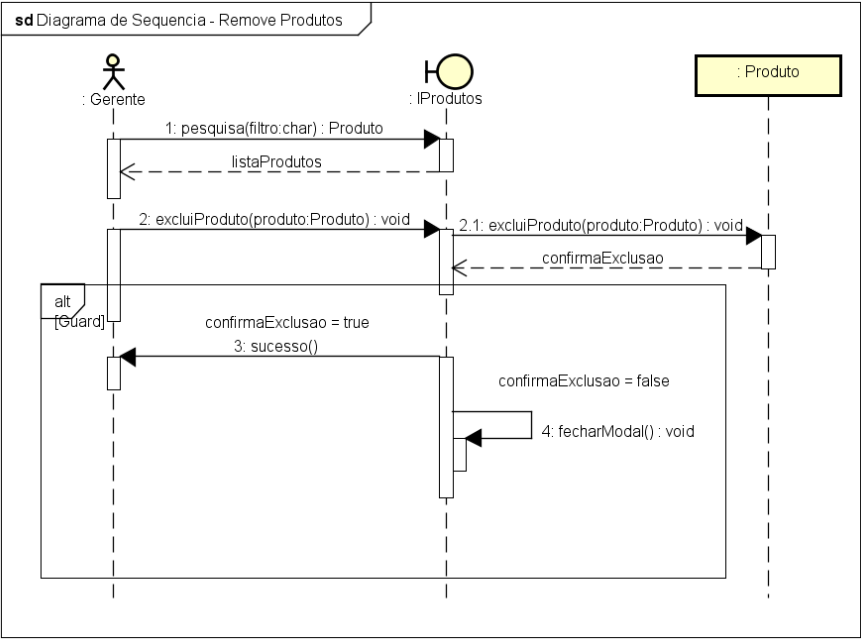 sd Diagrama de Sequencia - Remove Produtos
: Gerente
: IProdutos
: Produto
1: pesquisa(filtro:char) : Produto
listaProdutos
2: excluiProduto(produto:Produto) : void
2.1: excluiProduto(produto:Produto) : void
confirmaExclusao
alt
[Guard]
confirmaExclusao = true
3: sucesso()
confirmaExclusao = false
4: fecharModal() : void